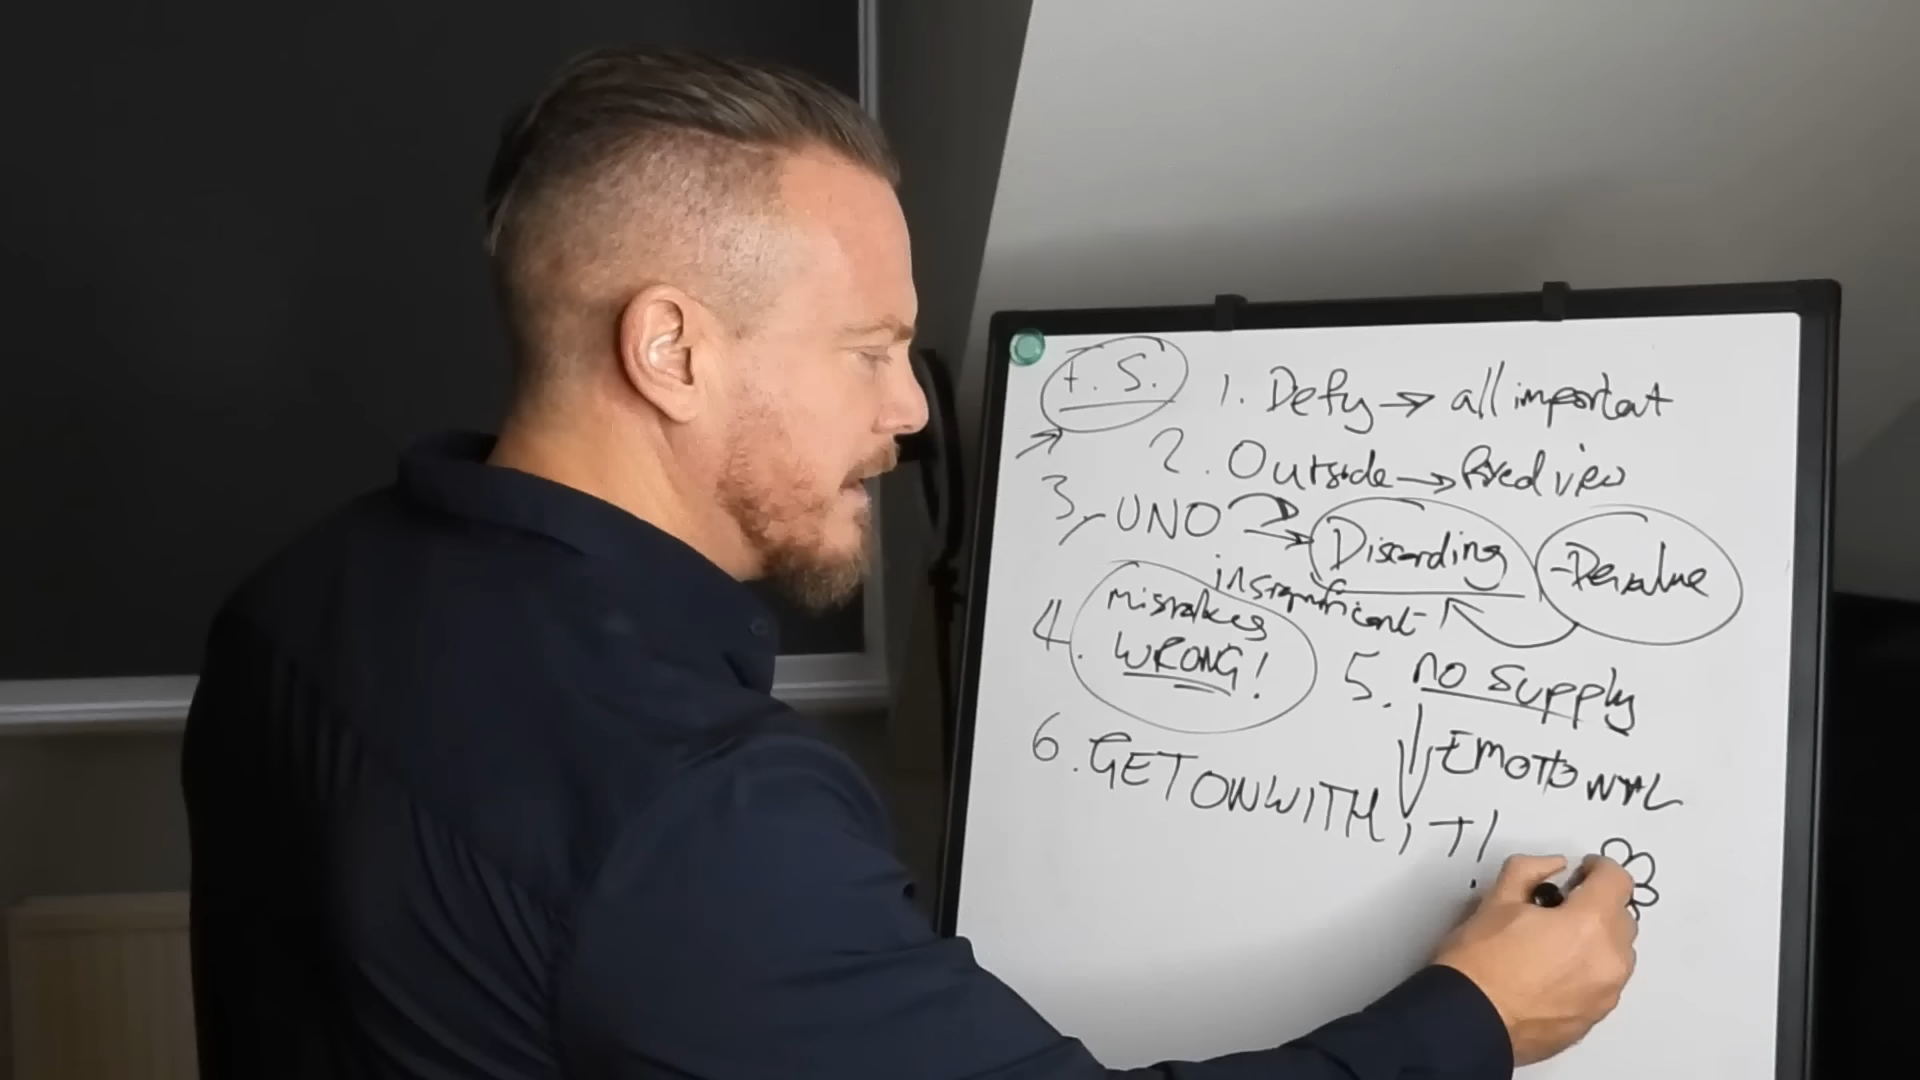 +. S.
1. Defy → all important
2. Outside → fixed view
3. UNO → Discarding - Devalue
insignificant
4. mistakes
WRONG!
5. no supply
EMOTIONAL
6. GET ON WITH IT!